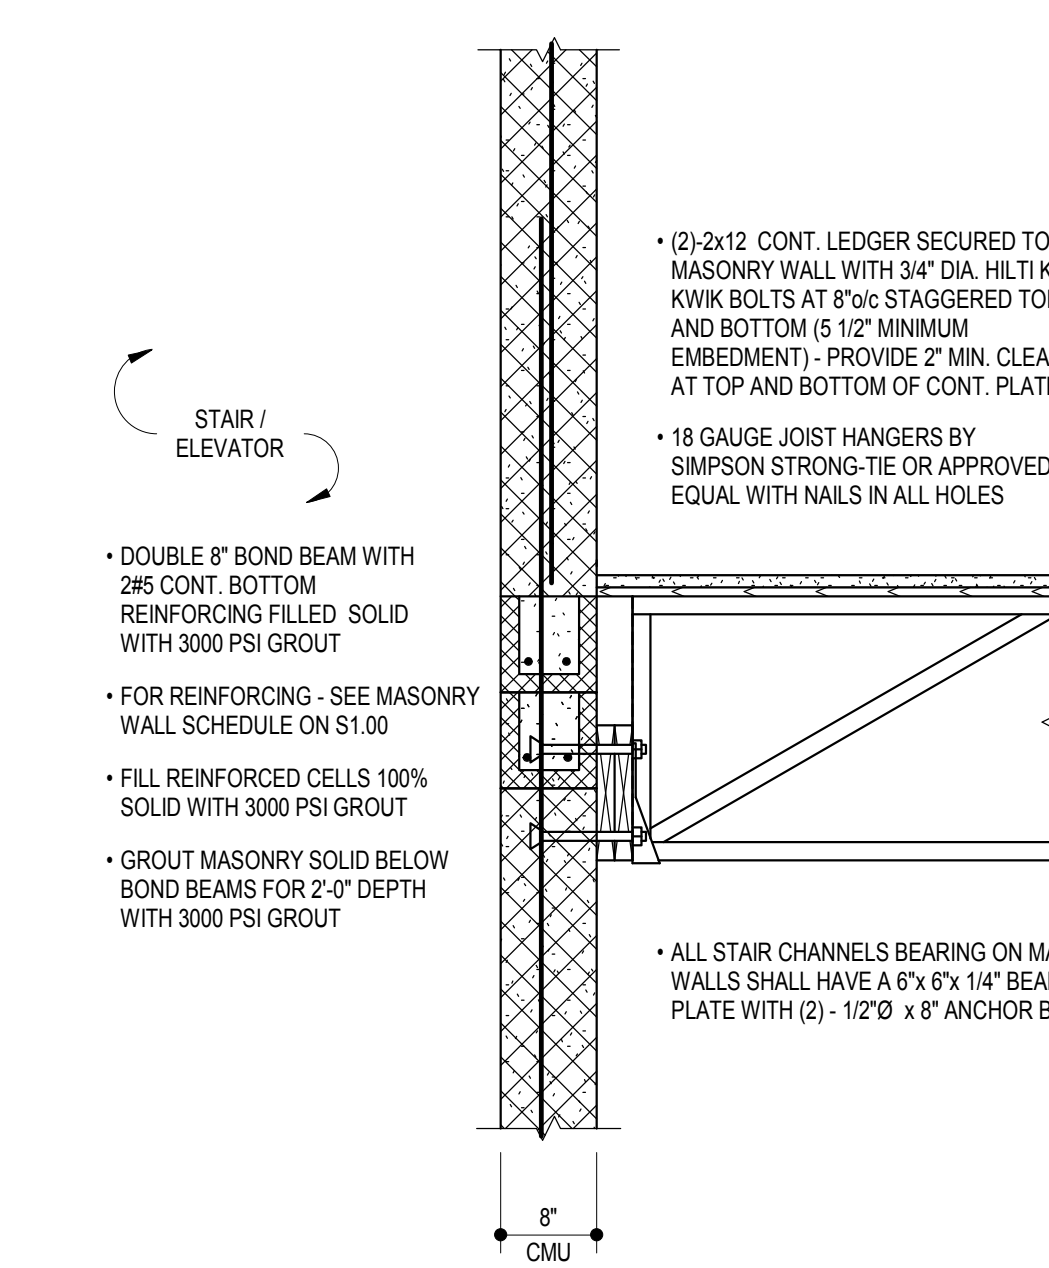 • (2)-2x12 CONT. LEDGER SECURED TO
MASONRY WALL WITH 3/4" DIA. HILTI
KWIK BOLTS AT 8"o/c STAGGERED
AND BOTTOM (5 1/2" MINIMUM
EMBEDMENT) - PROVIDE 2" MIN.
AT TOP AND BOTTOM OF CONT.
• 18 GAUGE JOIST HANGERS BY
SIMPSON STRONG-TIE OR APPROVED
EQUAL WITH NAILS IN ALL HOLES
STAIR /
ELEVATOR
• DOUBLE 8" BOND BEAM WITH
2#5 CONT. BOTTOM
REINFORCING FILLED SOLID
WITH 3000 PSI GROUT
• FOR REINFORCING - SEE MASONRY
WALL SCHEDULE ON S1.00
• FILL REINFORCED CELLS 100%
SOLID WITH 3000 PSI GROUT
• GROUT MASONRY SOLID BELOW
BOND BEAMS FOR 2'-0" DEPTH
WITH 3000 PSI GROUT
• ALL STAIR CHANNELS BEARING ON
WALLS SHALL HAVE A 6"x 6"x 1/4"
PLATE WITH (2) - 1/2"Ø x 8" ANCHOR
8"
CMU